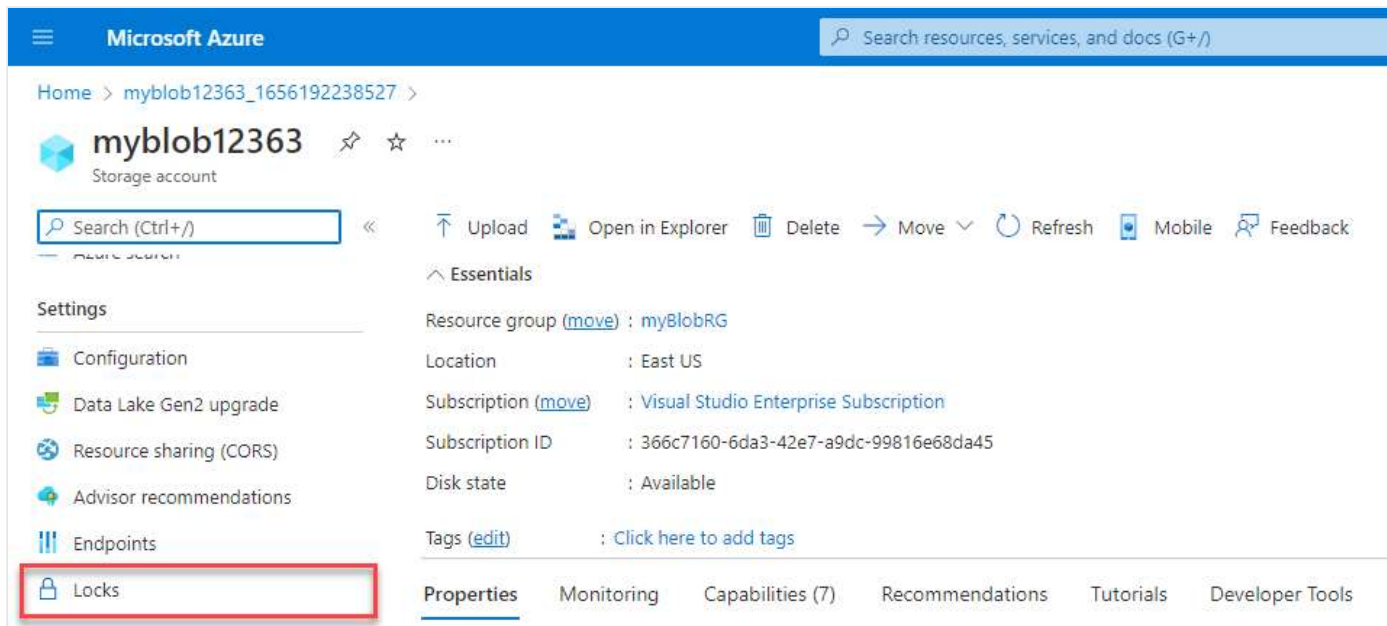 Microsoft Azure
Search resources, services, and docs (G+/)
Home > myblob12363_1656192238527 >
myblob12363 ...
Storage account
Search (Ctrl+/) «
Upload Open in Explorer Delete Move Refresh Mobile Feedback
Azure search
Essentials
Settings
Resource group (move) : myBlobRG
Configuration
Location : East US
Data Lake Gen2 upgrade
Subscription (move) : Visual Studio Enterprise Subscription
Resource sharing (CORS)
Subscription ID : 366c7160-6da3-42e7-a9dc-99816e68da45
Advisor recommendations
Disk state : Available
Endpoints
Tags (edit) : Click here to add tags
Locks
Properties Monitoring Capabilities (7) Recommendations Tutorials Developer Tools